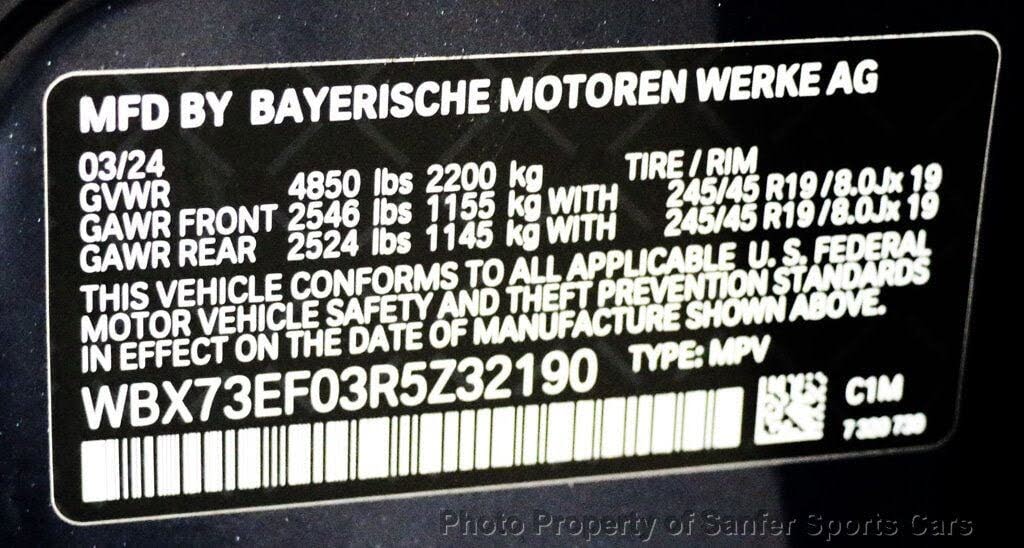 MFD BY BAYERISCHE MOTOREN WERKE AG
03/24 TIRE / RIM
GVWR 4850 lbs 2200 kg
GAWR FRONT 2546 lbs 1155 kg WITH 245/45 R19 / 8.0Jx 19
GAWR REAR 2524 lbs 1145 kg WITH 245/45 R19 / 8.0Jx 19
THIS VEHICLE CONFORMS TO ALL APPLICABLE U. S. FEDERAL
MOTOR VEHICLE SAFETY AND THEFT PREVENTION STANDARDS
IN EFFECT ON THE DATE OF MANUFACTURE SHOWN ABOVE.
WBX73EF03R5Z32190 TYPE: MPV
C1M
Photo Property of Sanfer Sports Cars